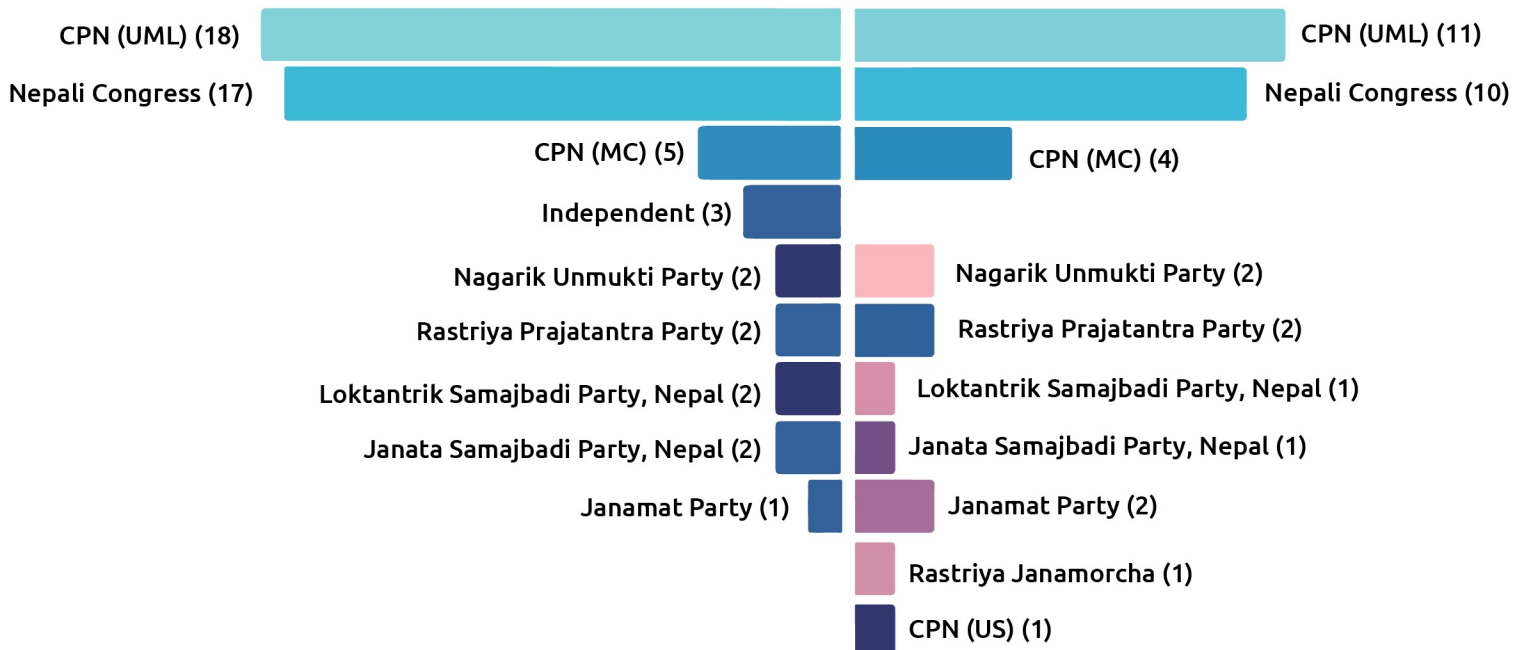 CPN (UML) (18)
CPN (UML) (11)
Nepali Congress (17)
Nepali Congress (10)
CPN (MC) (5)
CPN (MC) (4)
Independent (3)
Nagarik Unmukti Party (2)
Nagarik Unmukti Party (2)
Rastriya Prajatantra Party (2)
Rastriya Prajatantra Party (2)
Loktantrik Samajbadi Party, Nepal (2)
Loktantrik Samajbadi Party, Nepal (1)
Janata Samajbadi Party, Nepal (2)
Janata Samajbadi Party, Nepal (1)
Janamat Party (1)
Janamat Party (2)
Rastriya Janamorcha (1)
CPN (US) (1)